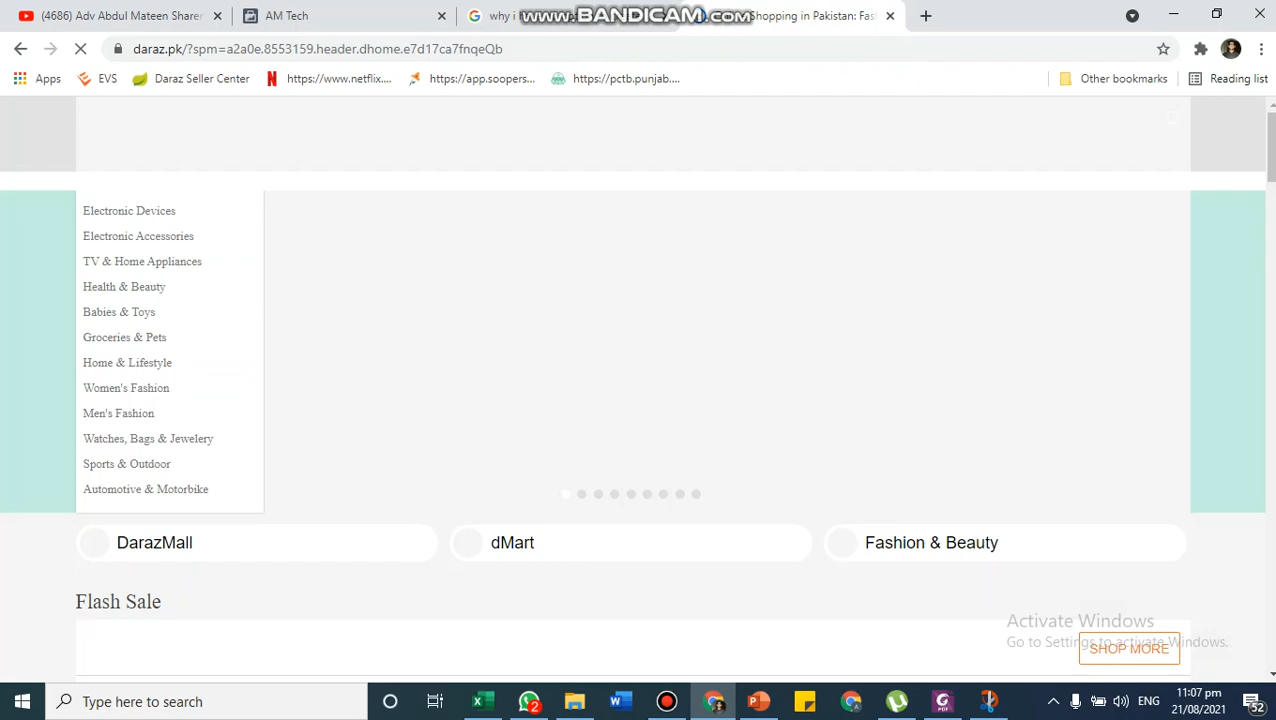 (4686) Adv Abdul Mateen Sharer
AM Tech
why i
www.BANDICAM.com
Shopping in Pakistan: Fas
daraz.pk/?spm=a2a0e.8553159.header.dhome.e7d17ca7fnqeQb
Apps
EVS
Daraz Seller Center
https://www.netflix....
https://app.soopers...
https://pctb.punjab....
Other bookmarks
Reading list
Electronic Devices
Electronic Accessories
TV & Home Appliances
Health & Beauty
Babies & Toys
Groceries & Pets
Home & Lifestyle
Women's Fashion
Men's Fashion
Watches, Bags & Jewelery
Sports & Outdoor
Automotive & Motorbike
DarazMall
dMart
Fashion & Beauty
Flash Sale
SHOP MORE
Activate Windows
Go to Settings to activate Windows.
Type here to search
2
ENG
11:07 pm
21/08/2021
52